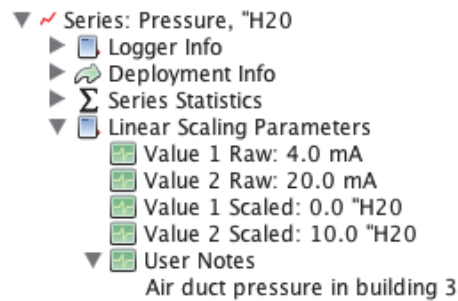 Series: Pressure, "H20
Logger Info
Deployment Info
Series Statistics
Linear Scaling Parameters
Value 1 Raw: 4.0 mA
Value 2 Raw: 20.0 mA
Value 1 Scaled: 0.0 "H20
Value 2 Scaled: 10.0 "H20
User Notes
Air duct pressure in building 3